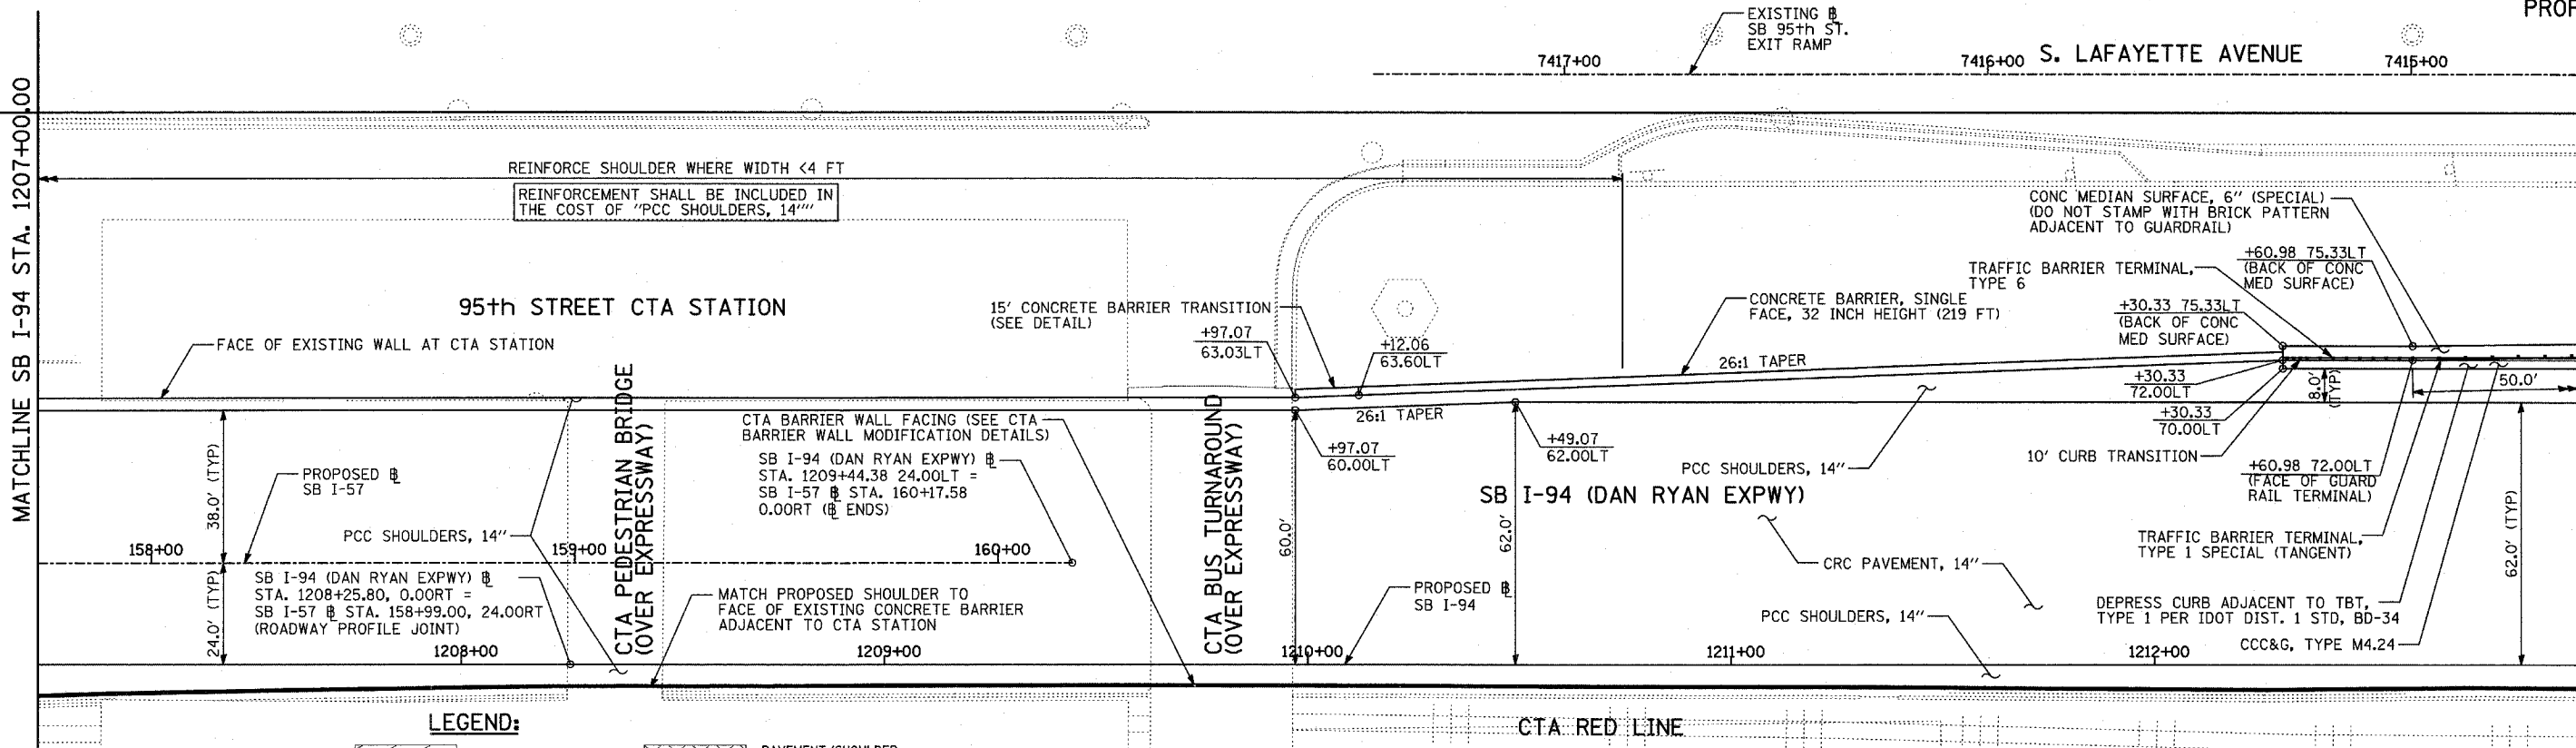 PROP
EXISTING ⅊
SB 95th ST.
EXIT RAMP
7417+00
7416+00
S. LAFAYETTE AVENUE
7415+00
MATCHLINE SB I-94 STA. 1207+00.00
REINFORCE SHOULDER WHERE WIDTH <4 FT
REINFORCEMENT SHALL BE INCLUDED IN
THE COST OF "PCC SHOULDERS, 14""
CONC MEDIAN SURFACE, 6" (SPECIAL)
(DO NOT STAMP WITH BRICK PATTERN
ADJACENT TO GUARDRAIL)
+60.98 75.33LT
(BACK OF CONC
MED SURFACE)
TRAFFIC BARRIER TERMINAL,
TYPE 6
+30.33 75.33LT
(BACK OF CONC
MED SURFACE)
95th STREET CTA STATION
15' CONCRETE BARRIER TRANSITION
(SEE DETAIL)
CONCRETE BARRIER, SINGLE
FACE, 32 INCH HEIGHT (219 FT)
+97.07
63.03LT
+12.06
63.60LT
FACE OF EXISTING WALL AT CTA STATION
26:1 TAPER
+30.33
72.00LT
8.0'
(TYP)
50.0'
CTA PEDESTRIAN BRIDGE
(OVER EXPRESSWAY)
CTA BARRIER WALL FACING (SEE CTA
BARRIER WALL MODIFICATION DETAILS)
CTA BUS TURNAROUND
(OVER EXPRESSWAY)
26:1 TAPER
+97.07
60.00LT
+49.07
62.00LT
+30.33
70.00LT
10' CURB TRANSITION
+60.98 72.00LT
(FACE OF GUARD
RAIL TERMINAL)
38.0' (TYP)
PROPOSED ⅊
SB I-57
SB I-94 (DAN RYAN EXPWY) ⅊
STA. 1209+44.38 24.00LT =
SB I-57 ⅊ STA. 160+17.58
0.00RT (⅊ ENDS)
PCC SHOULDERS, 14"
SB I-94 (DAN RYAN EXPWY)
PCC SHOULDERS, 14"
158+00
159+00
160+00
60.0'
62.0'
62.0' (TYP)
TRAFFIC BARRIER TERMINAL,
TYPE 1 SPECIAL (TANGENT)
CRC PAVEMENT, 14"
24.0' (TYP)
SB I-94 (DAN RYAN EXPWY) ⅊
STA. 1208+25.80, 0.00RT =
SB I-57 ⅊ STA. 158+99.00, 24.00RT
(ROADWAY PROFILE JOINT)
MATCH PROPOSED SHOULDER TO
FACE OF EXISTING CONCRETE BARRIER
ADJACENT TO CTA STATION
PROPOSED ⅊
SB I-94
PCC SHOULDERS, 14"
DEPRESS CURB ADJACENT TO TBT,
TYPE 1 PER IDOT DIST. 1 STD, BD-34
CCC&G, TYPE M4.24
1208+00
1209+00
1210+00
1211+00
1212+00
LEGEND:
CTA RED LINE
PAVEMENT/SHOULDER